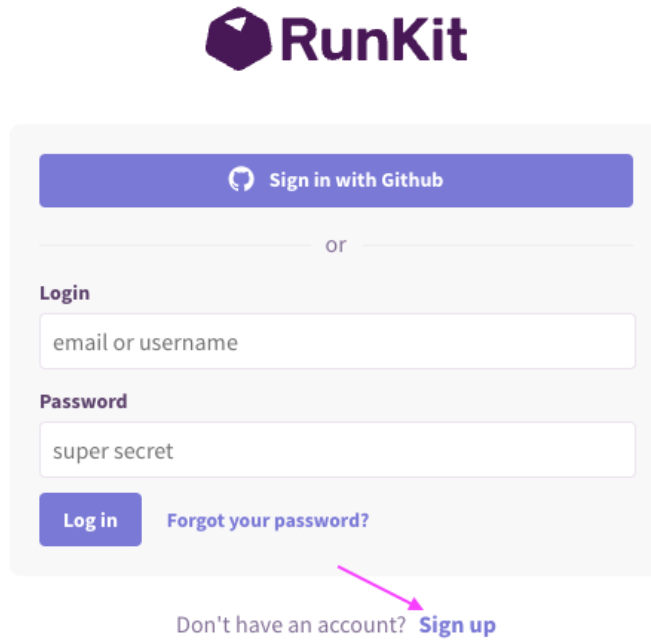 RunKit
Sign in with Github
or
Login
email or username
Password
super secret
Log in Forgot your password?
Don't have an account? Sign up